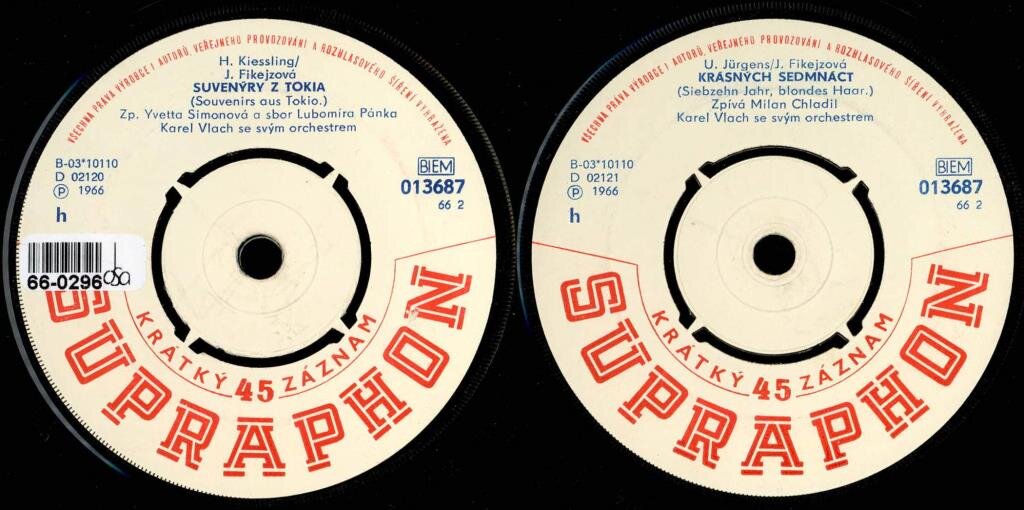 VŠECHNA PRÁVA VÝROBCE I AUTORŮ, VEŘEJNÉHO PROVOZOVÁNÍ A ROZHLASOVÉHO ŠÍŘENÍ VYHRAZENA
H. Kiessling/
J. Fikejzová
SUVENÝRY Z TOKIA
(Souvenirs aus Tokio.)
Zp. Yvetta Simonová a sbor Lubomíra Pánka
Karel Vlach se svým orchestrem
B-03*10110
D 02120
Ⓟ 1966
h
BIEM
013687
66 2
66-0296
osa
KRÁTKÝ 45 ZÁZNAM
SUPRAPHON
VŠECHNA PRÁVA VÝROBCE I AUTORŮ, VEŘEJNÉHO PROVOZOVÁNÍ A ROZHLASOVÉHO ŠÍŘENÍ VYHRAZENA
U. Jürgens/J. Fikejzová
KRÁSNÝCH SEDMNÁCT
(Siebzehn Jahr, blondes Haar.)
Zpívá Milan Chladil
Karel Vlach se svým orchestrem
B-03*10110
D 02121
Ⓟ 1966
h
BIEM
013687
66 2
KRÁTKÝ 45 ZÁZNAM
SUPRAPHON